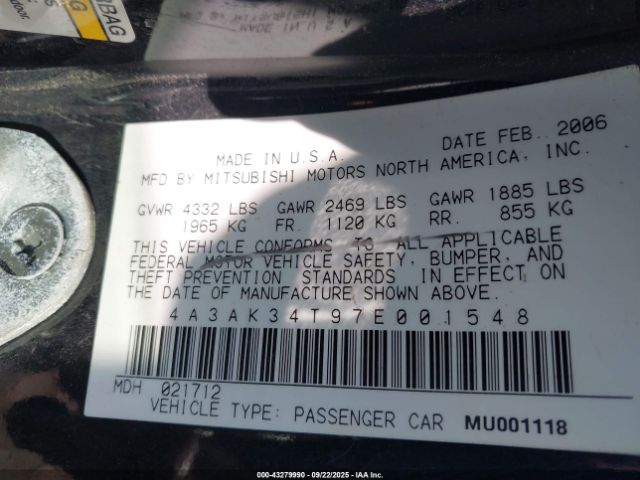 BAG
AG
door.
MADE IN U.S.A. DATE FEB. 2006
MFD BY MITSUBISHI MOTORS NORTH AMERICA, INC.
GVWR 4332 LBS GAWR 2469 LBS GAWR 1885 LBS
1965 KG FR. 1120 KG RR. 855 KG
THIS VEHICLE CONFORMS TO ALL APPLICABLE
FEDERAL MOTOR VEHICLE SAFETY, BUMPER, AND
THEFT PREVENTION STANDARDS IN EFFECT ON
THE DATE OF MANUFACTURE SHOWN ABOVE.
4A3AK34T97E001548
MDH 021712
VEHICLE TYPE: PASSENGER CAR MU001118
000-43279990 - 09/22/2025 - IAA Inc.